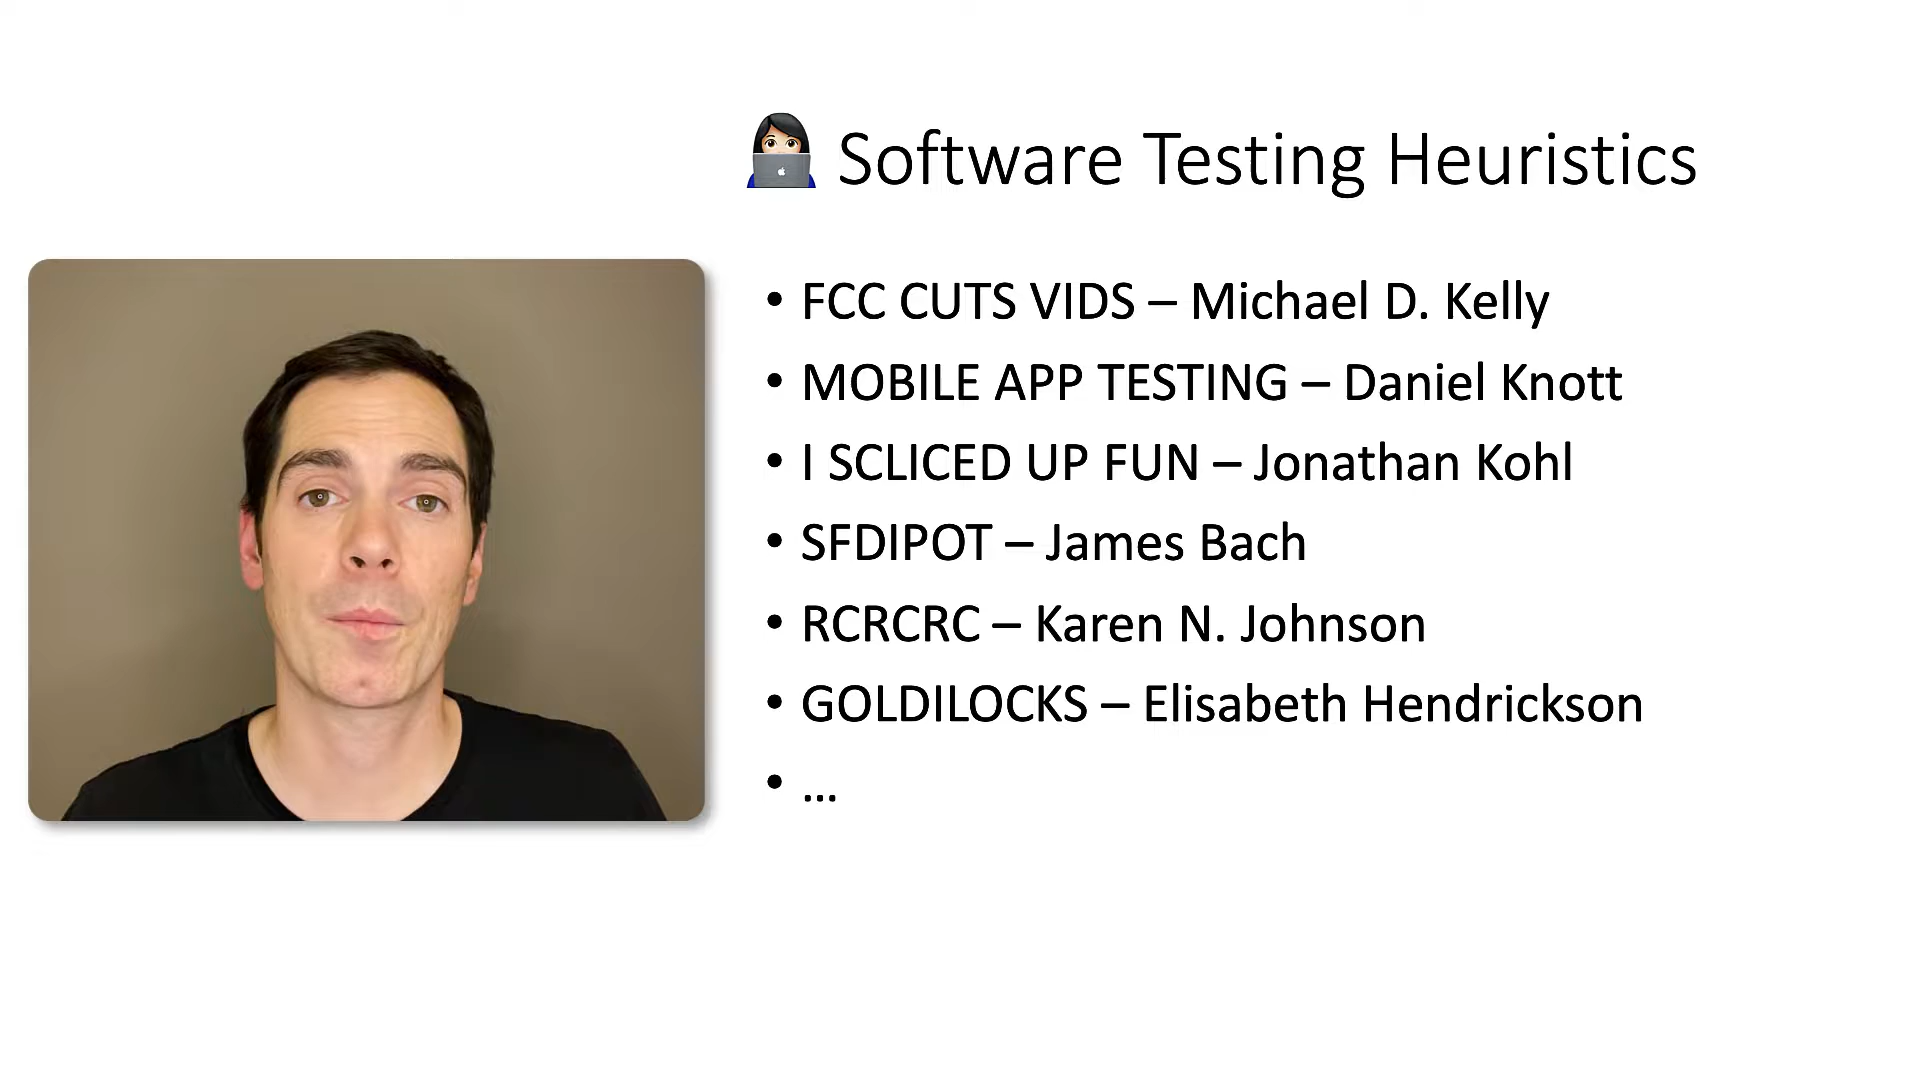 Software Testing Heuristics
• FCC CUTS VIDS – Michael D. Kelly
• MOBILE APP TESTING – Daniel Knott
• I SCLICED UP FUN – Jonathan Kohl
• SFDIPOT – James Bach
• RCRCRC – Karen N. Johnson
• GOLDILOCKS – Elisabeth Hendrickson
• ...